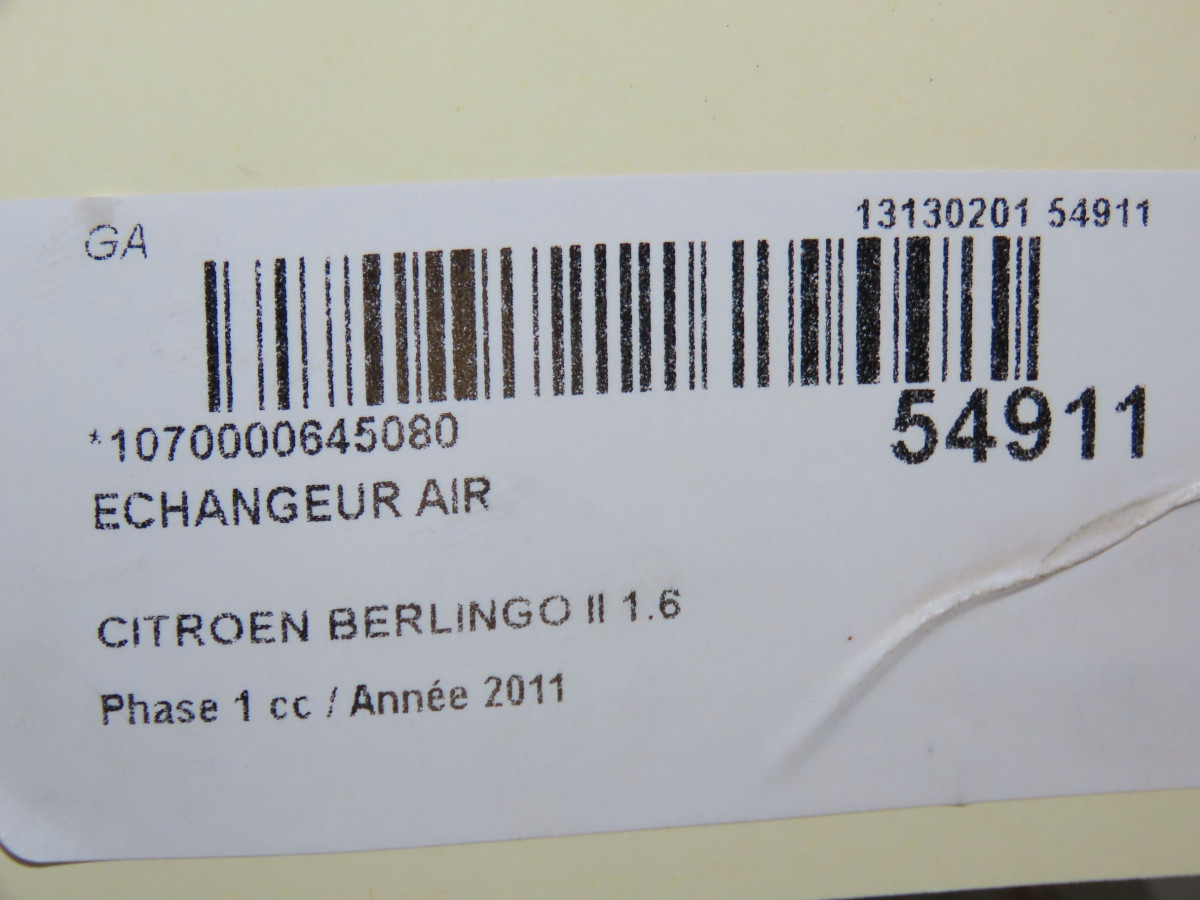 GA
13130201 54911
*1070000645080
54911
ECHANGEUR AIR
CITROEN BERLINGO II 1.6
Phase 1 cc / Année 2011